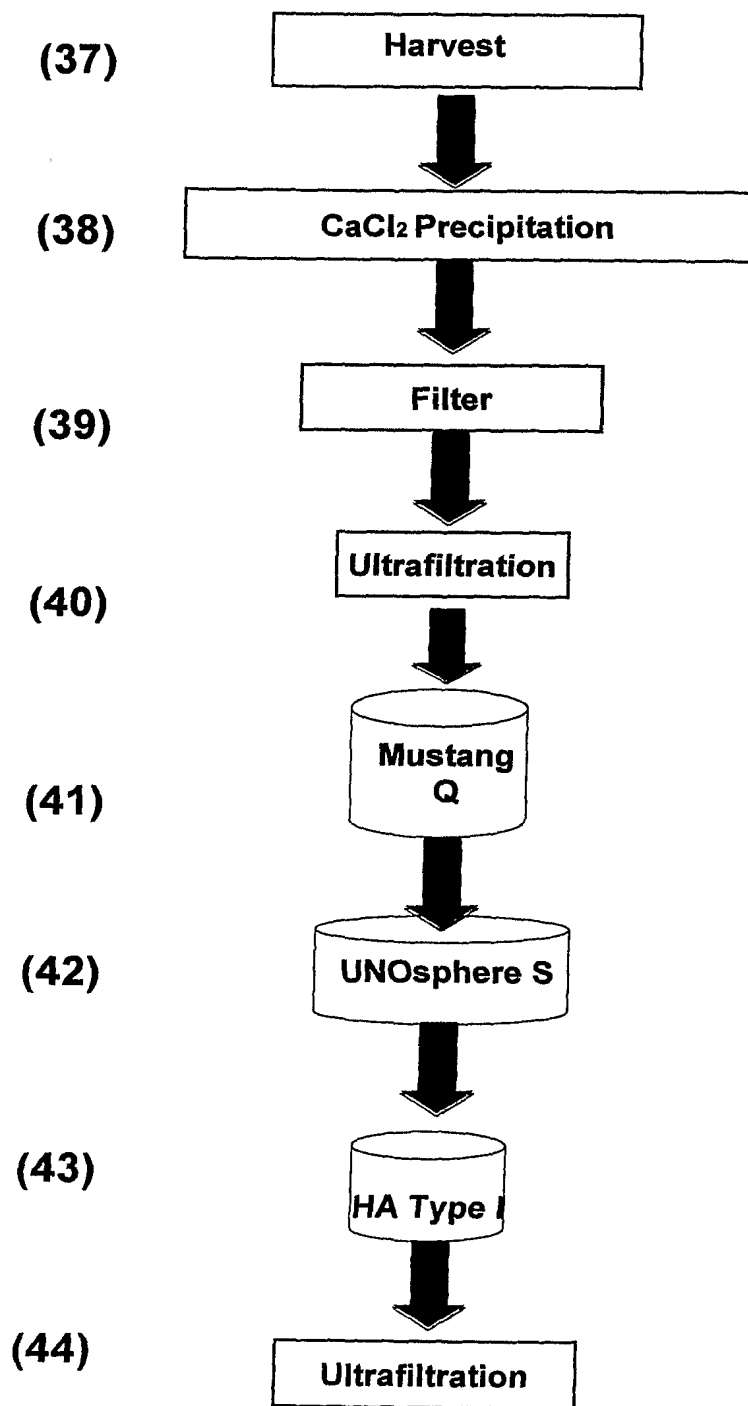 (37) Harvest
(38) CaCl₂ Precipitation
(39) Filter
(40) Ultrafiltration
(41) Mustang
Q
(42) UNOsphere S
(43) HA Type I
(44) Ultrafiltration